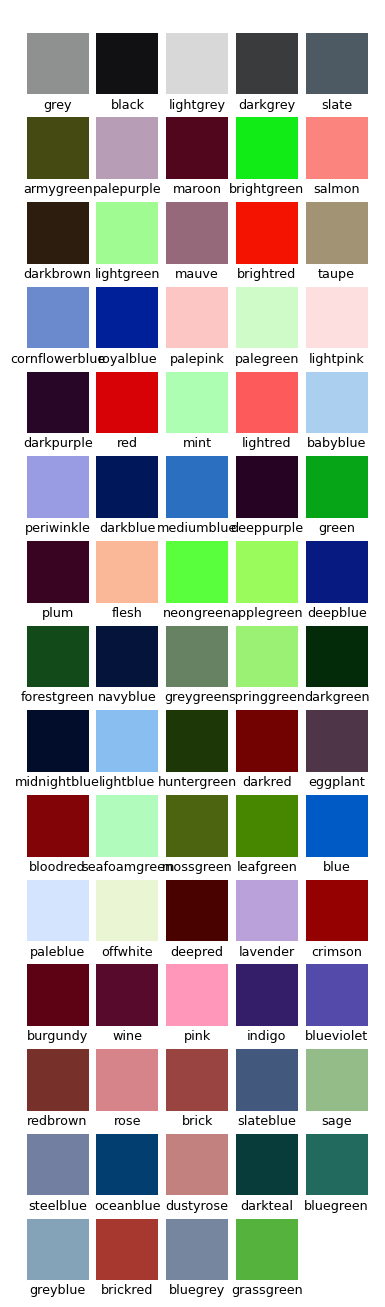 grey black lightgrey darkgrey slate
armygreen palepurple maroon brightgreen salmon
darkbrown lightgreen mauve brightred taupe
cornflowerblue royalblue palepink palegreen lightpink
darkpurple red mint lightred babyblue
periwinkle darkblue mediumblue deeppurple green
plum flesh neongreen applegreen deepblue
forestgreen navyblue greygreen springgreen darkgreen
midnightblue lightblue huntergreen darkred eggplant
bloodred seafoamgreen mossgreen leafgreen blue
paleblue offwhite deepred lavender crimson
burgundy wine pink indigo blueviolet
redbrown rose brick slateblue sage
steelblue oceanblue dustyrose darkteal bluegreen
greyblue brickred bluegrey grassgreen